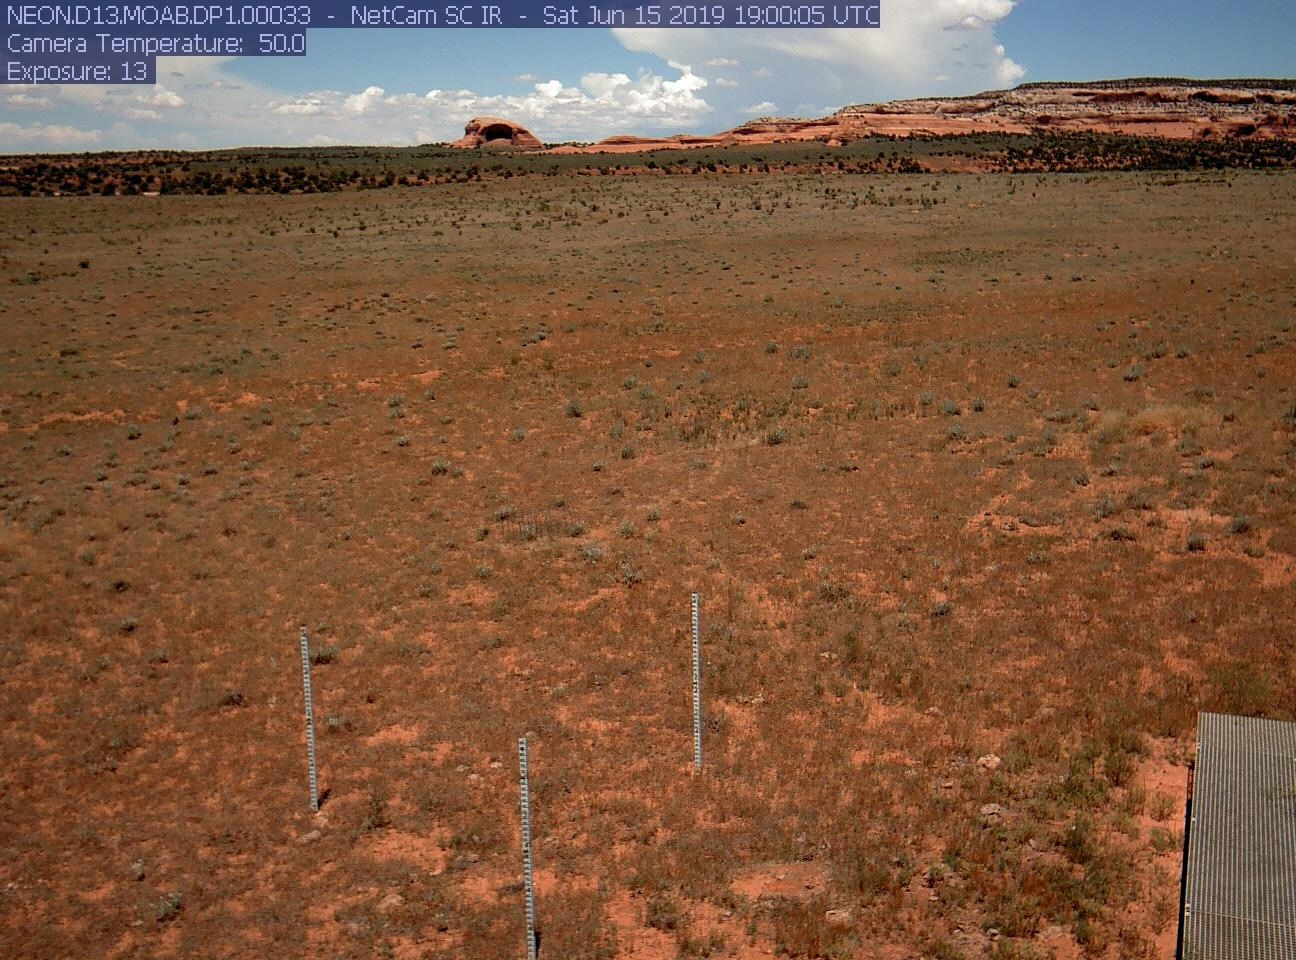 NEON.D13.MOAB.DP1.00033 - NetCam SC IR - Sat Jun 15 2019 19:00:05 UTC
Camera Temperature: 50.0
Exposure: 13